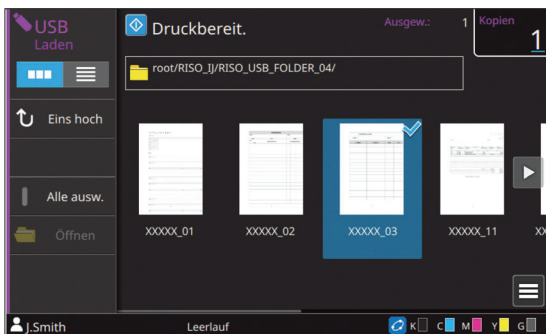 USB
Laden
Druckbereit.
Ausgew.: 1
Kopien
1
root/RISO_IJ/RISO_USB_FOLDER_04/
Eins hoch
Alle ausw.
Öffnen
XXXXX_01
XXXXX_02
XXXXX_03
XXXXX_11
XX
J.Smith
Leerlauf
K C M Y G